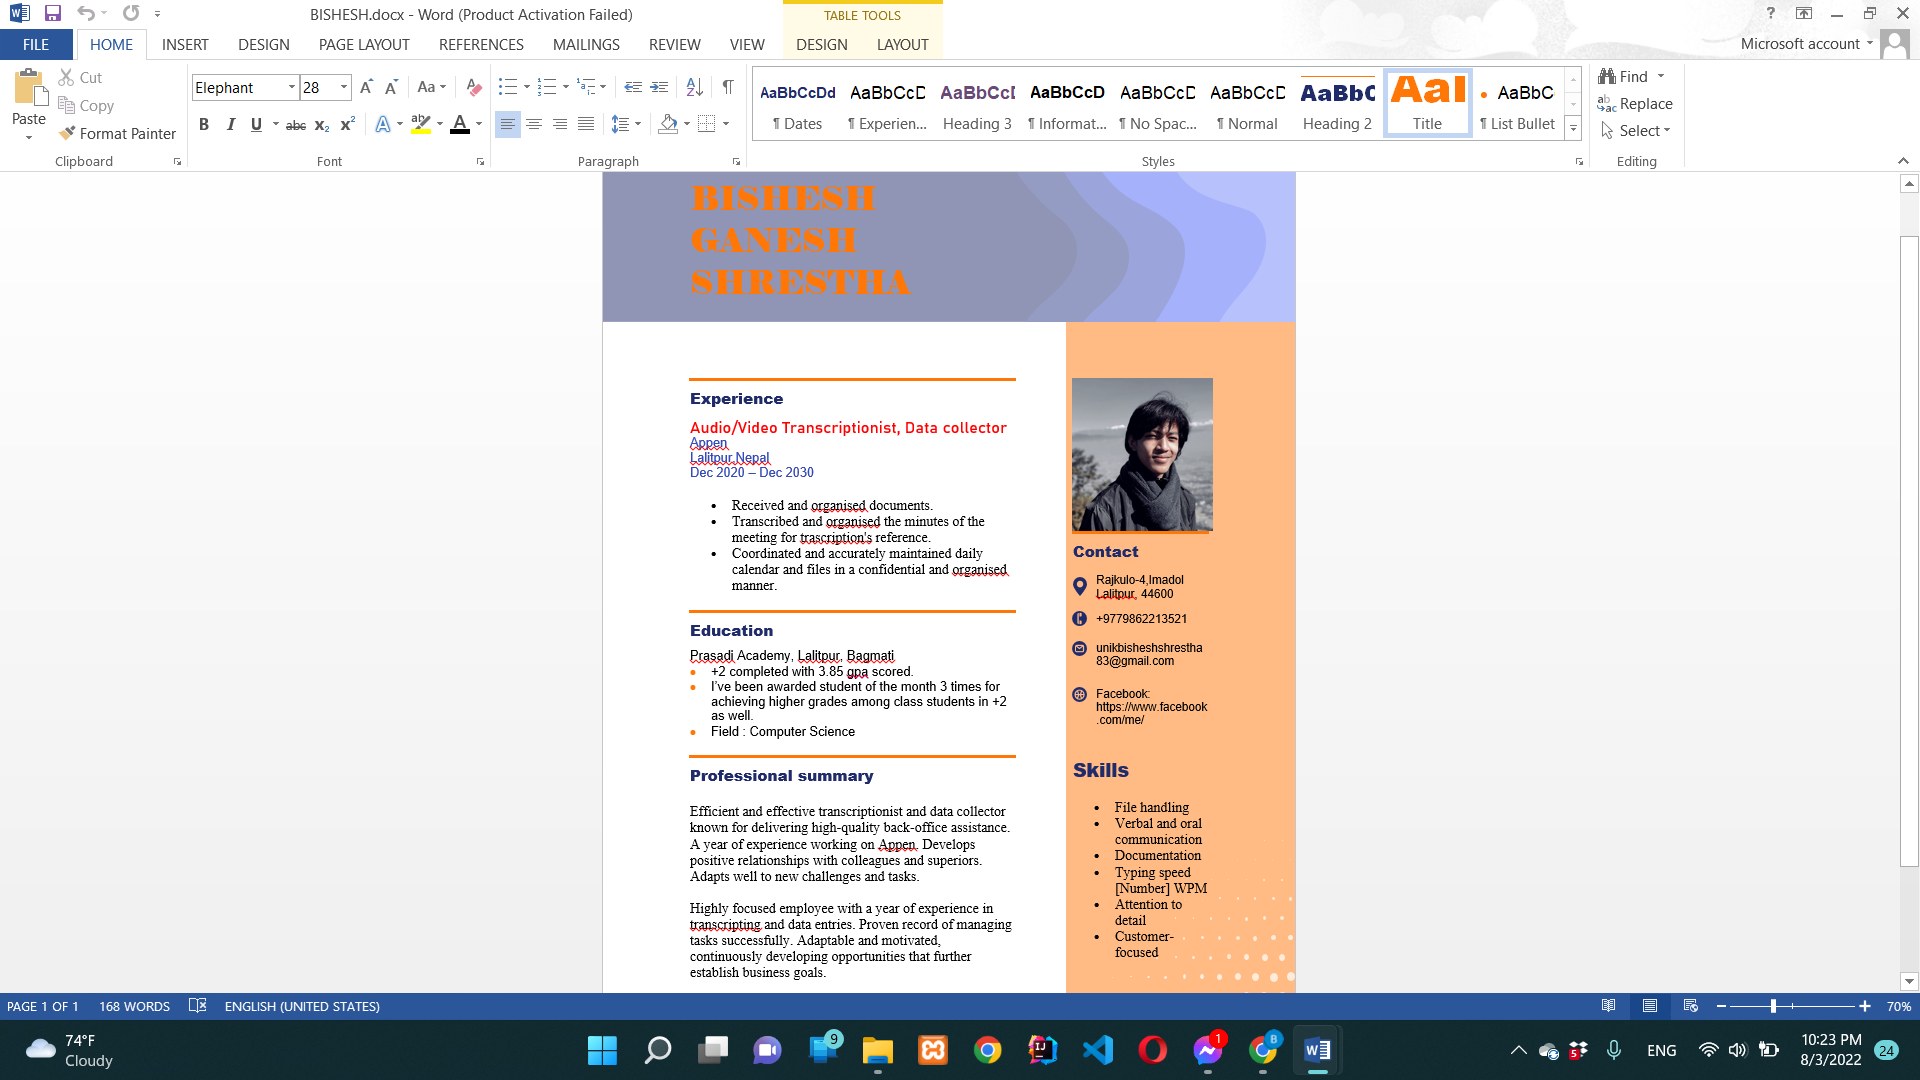 BISHESH.docx - Word (Product Activation Failed)
TABLE TOOLS
?
FILE
HOME
INSERT
DESIGN
PAGE LAYOUT
REFERENCES
MAILINGS
REVIEW
VIEW
DESIGN
LAYOUT
Microsoft account
Paste
Cut
Copy
Format Painter
Clipboard
Elephant
28
Font
Paragraph
AaBbCcDd
¶ Dates
AaBbCcD
¶ Experien...
AaBbCcD
Heading 3
AaBbCcD
¶ Informat...
AaBbCcD
¶ No Spac...
AaBbCcD
¶ Normal
AaBbC
Heading 2
AaI
Title
AaBbC
¶ List Bullet
Styles
Find
Replace
Select
Editing
BISHESH
GANESH
SHRESTHA
Experience
Audio/Video Transcriptionist, Data collector
Appen
Lalitpur,Nepal
Dec 2020 – Dec 2030
• Received and organised documents.
• Transcribed and organised the minutes of the
meeting for trascription's reference.
• Coordinated and accurately maintained daily
calendar and files in a confidential and organised
manner.
Education
Prasadi Academy, Lalitpur, Bagmati
• +2 completed with 3.85 gpa scored.
• I've been awarded student of the month 3 times for
achieving higher grades among class students in +2
as well.
• Field : Computer Science
Professional summary
Efficient and effective transcriptionist and data collector
known for delivering high-quality back-office assistance.
A year of experience working on Appen. Develops
positive relationships with colleagues and superiors.
Adapts well to new challenges and tasks.
Highly focused employee with a year of experience in
transcripting and data entries. Proven record of managing
tasks successfully. Adaptable and motivated,
continuously developing opportunities that further
establish business goals.
Contact
Rajkulo-4,Imadol
Lalitpur, 44600
+9779862213521
unikbisheshshrestha
83@gmail.com
Facebook:
https://www.facebook
.com/me/
Skills
• File handling
• Verbal and oral
communication
• Documentation
• Typing speed
[Number] WPM
• Attention to
detail
• Customer-
focused
PAGE 1 OF 1
168 WORDS
ENGLISH (UNITED STATES)
70%
74°F
Cloudy
9
1
B
5
ENG
10:23 PM
8/3/2022
24